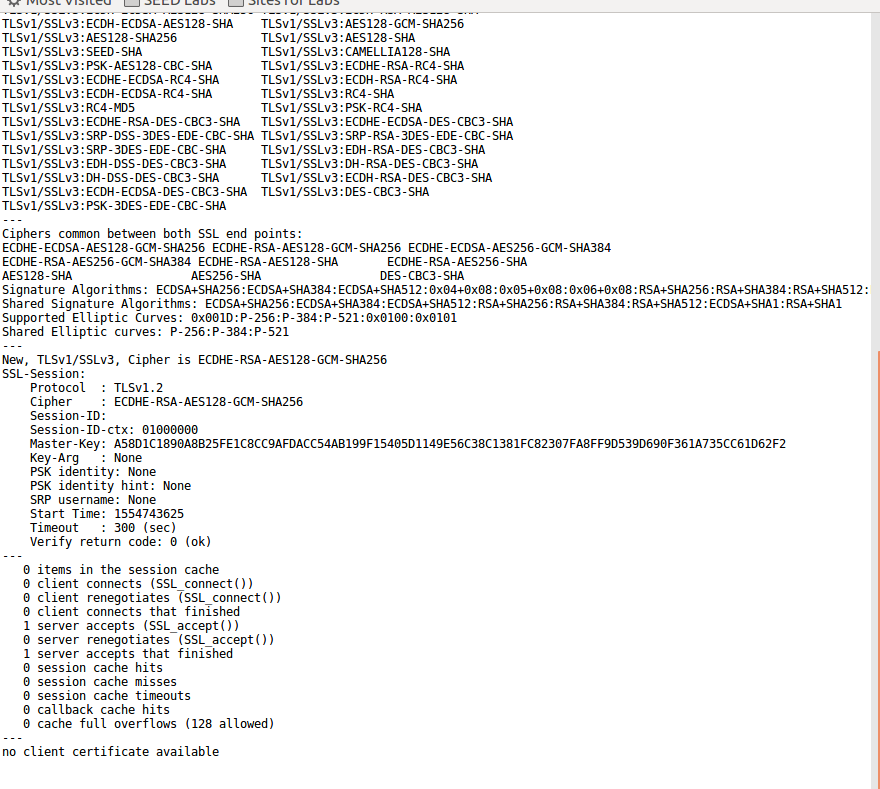 Most Visited SEED Labs Sites for Labs
TLSv1/SSLv3:ECDH-ECDSA-AES128-SHA TLSv1/SSLv3:AES128-GCM-SHA256
TLSv1/SSLv3:AES128-SHA256 TLSv1/SSLv3:AES128-SHA
TLSv1/SSLv3:SEED-SHA TLSv1/SSLv3:CAMELLIA128-SHA
TLSv1/SSLv3:PSK-AES128-CBC-SHA TLSv1/SSLv3:ECDHE-RSA-RC4-SHA
TLSv1/SSLv3:ECDHE-ECDSA-RC4-SHA TLSv1/SSLv3:ECDH-RSA-RC4-SHA
TLSv1/SSLv3:ECDH-ECDSA-RC4-SHA TLSv1/SSLv3:RC4-SHA
TLSv1/SSLv3:RC4-MD5 TLSv1/SSLv3:PSK-RC4-SHA
TLSv1/SSLv3:ECDHE-RSA-DES-CBC3-SHA TLSv1/SSLv3:ECDHE-ECDSA-DES-CBC3-SHA
TLSv1/SSLv3:SRP-DSS-3DES-EDE-CBC-SHA TLSv1/SSLv3:SRP-RSA-3DES-EDE-CBC-SHA
TLSv1/SSLv3:SRP-3DES-EDE-CBC-SHA TLSv1/SSLv3:EDH-RSA-DES-CBC3-SHA
TLSv1/SSLv3:EDH-DSS-DES-CBC3-SHA TLSv1/SSLv3:DH-RSA-DES-CBC3-SHA
TLSv1/SSLv3:DH-DSS-DES-CBC3-SHA TLSv1/SSLv3:ECDH-RSA-DES-CBC3-SHA
TLSv1/SSLv3:ECDH-ECDSA-DES-CBC3-SHA TLSv1/SSLv3:DES-CBC3-SHA
TLSv1/SSLv3:PSK-3DES-EDE-CBC-SHA
---
Ciphers common between both SSL end points:
ECDHE-ECDSA-AES128-GCM-SHA256 ECDHE-RSA-AES128-GCM-SHA256 ECDHE-ECDSA-AES256-GCM-SHA384
ECDHE-RSA-AES256-GCM-SHA384 ECDHE-RSA-AES128-SHA ECDHE-RSA-AES256-SHA
AES128-SHA AES256-SHA DES-CBC3-SHA
Signature Algorithms: ECDSA+SHA256:ECDSA+SHA384:ECDSA+SHA512:0x04+0x08:0x05+0x08:0x06+0x08:RSA+SHA256:RSA+SHA384:RSA+SHA512:
Shared Signature Algorithms: ECDSA+SHA256:ECDSA+SHA384:ECDSA+SHA512:RSA+SHA256:RSA+SHA384:RSA+SHA512:ECDSA+SHA1:RSA+SHA1
Supported Elliptic Curves: 0x001D:P-256:P-384:P-521:0x0100:0x0101
Shared Elliptic curves: P-256:P-384:P-521
---
New, TLSv1/SSLv3, Cipher is ECDHE-RSA-AES128-GCM-SHA256
SSL-Session:
Protocol : TLSv1.2
Cipher : ECDHE-RSA-AES128-GCM-SHA256
Session-ID:
Session-ID-ctx: 01000000
Master-Key: A58D1C1890A8B25FE1C8CC9AFDACC54AB199F15405D1149E56C38C1381FC82307FA8FF9D539D690F361A735CC61D62F2
Key-Arg : None
PSK identity: None
PSK identity hint: None
SRP username: None
Start Time: 1554743625
Timeout : 300 (sec)
Verify return code: 0 (ok)
---
0 items in the session cache
0 client connects (SSL_connect())
0 client renegotiates (SSL_connect())
0 client connects that finished
1 server accepts (SSL_accept())
0 server renegotiates (SSL_accept())
1 server accepts that finished
0 session cache hits
0 session cache misses
0 session cache timeouts
0 callback cache hits
0 cache full overflows (128 allowed)
---
no client certificate available